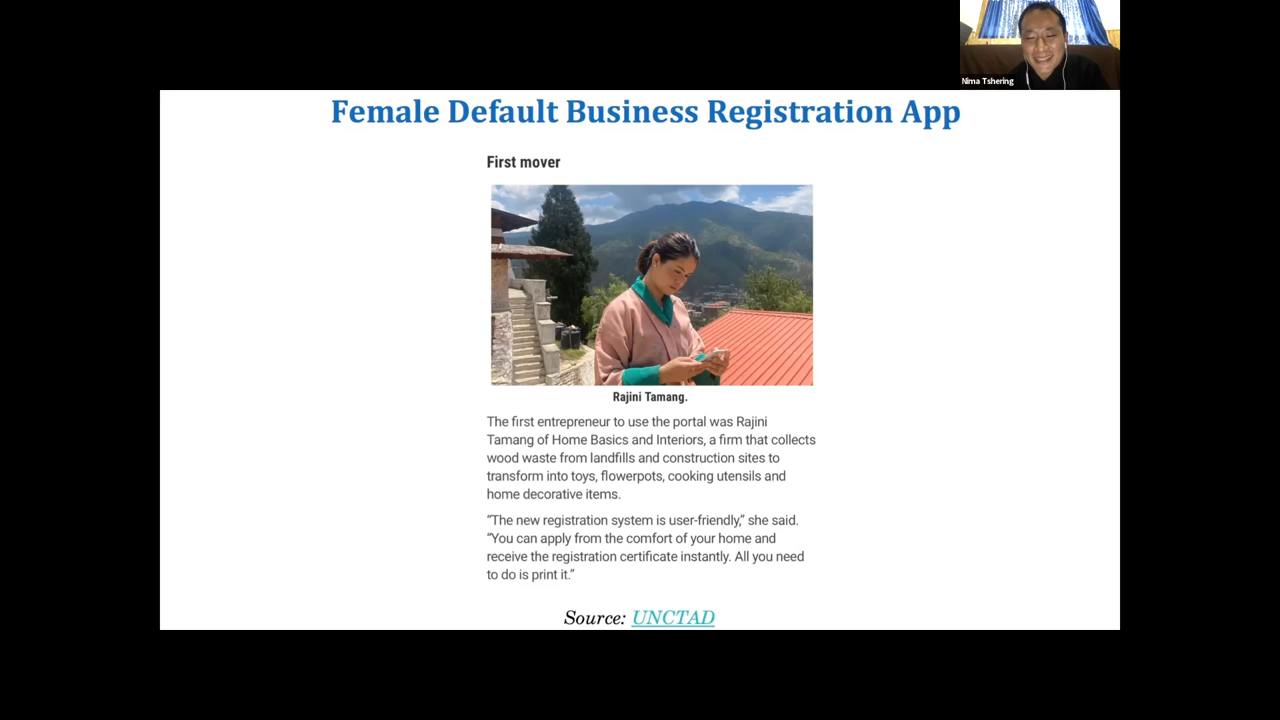 Nima Tshering
Female Default Business Registration App
First mover
Rajini Tamang.
The first entrepreneur to use the portal was Rajini
Tamang of Home Basics and Interiors, a firm that collects
wood waste from landfills and construction sites to
transform into toys, flowerpots, cooking utensils and
home decorative items.
“The new registration system is user-friendly,” she said.
“You can apply from the comfort of your home and
receive the registration certificate instantly. All you need
to do is print it.”
Source: UNCTAD